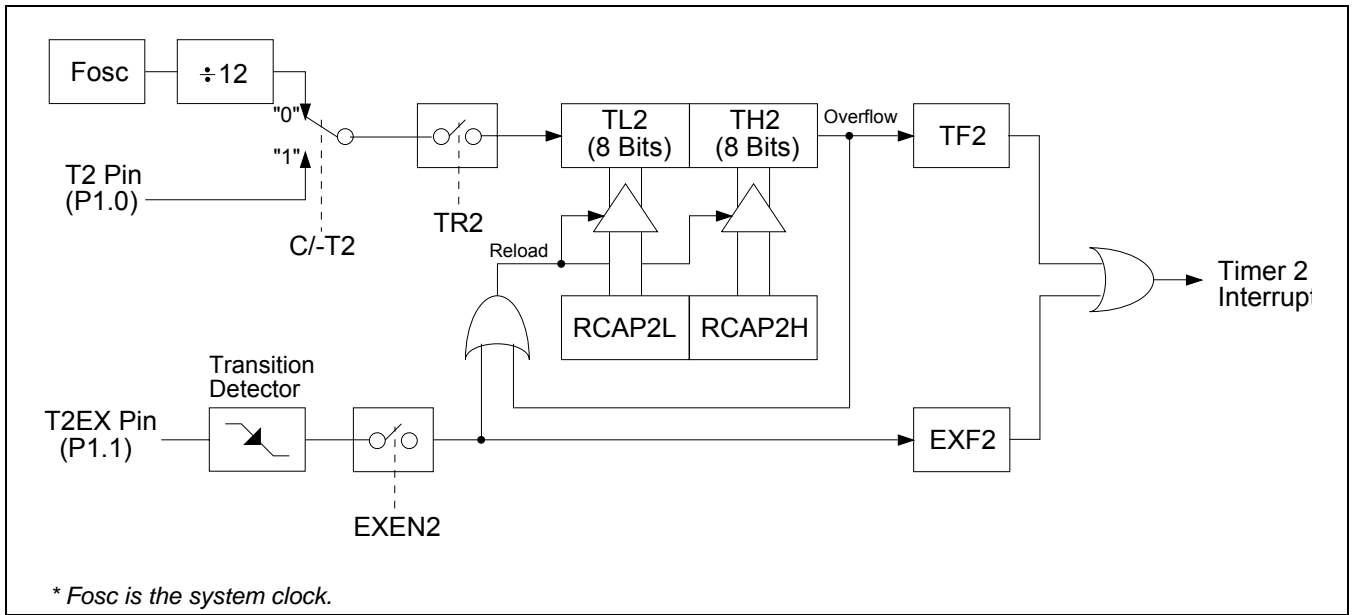 Fosc
÷12
"0"
"1"
T2 Pin
(P1.0)
C/-T2
TR2
TL2
(8 Bits)
TH2
(8 Bits)
Overflow
TF2
Reload
RCAP2L
RCAP2H
Timer 2
Interrupt
Transition
Detector
T2EX Pin
(P1.1)
EXEN2
EXF2
* Fosc is the system clock.